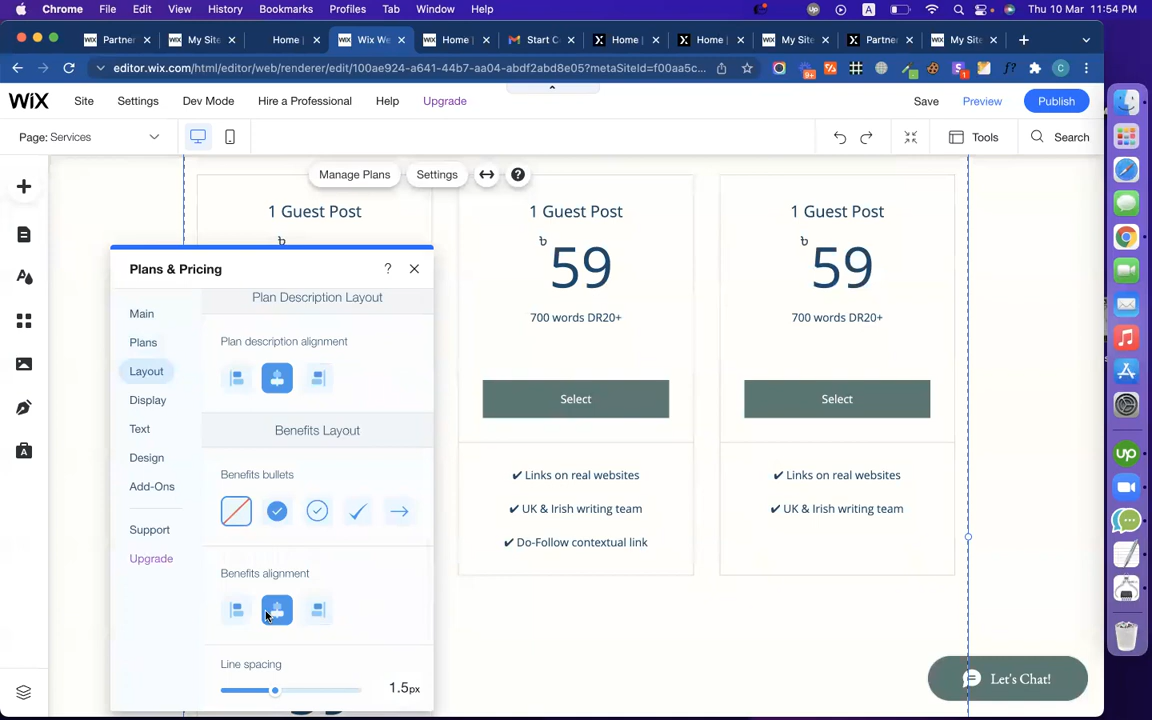 Chrome File Edit View History Bookmarks Profiles Tab Window Help Thu 10 Mar 11:54 PM
WIX Partner WIX My Site Home | WIX Wix We WIX Home | Start C Home | Home | WIX My Site Partne WIX My Site
editor.wix.com/html/editor/web/renderer/edit/100ae924-a641-44b7-aa04-abdf2abd8e05?metaSiteId=f00aa5c...
WiX Site Settings Dev Mode Hire a Professional Help Upgrade Save Preview Publish
Page: Services Tools Search
Manage Plans Settings ?
1 Guest Post 1 Guest Post 1 Guest Post
৳ ৳ ৳
59 59
700 words DR20+ 700 words DR20+
Select Select
✔ Links on real websites ✔ Links on real websites
✔ UK & Irish writing team ✔ UK & Irish writing team
✔ Do-Follow contextual link
Plans & Pricing ?
Main
Plans
Layout
Display
Text
Design
Add-Ons
Support
Upgrade
Plan Description Layout
Plan description alignment
Benefits Layout
Benefits bullets
Benefits alignment
Line spacing
1.5px
Let's Chat!